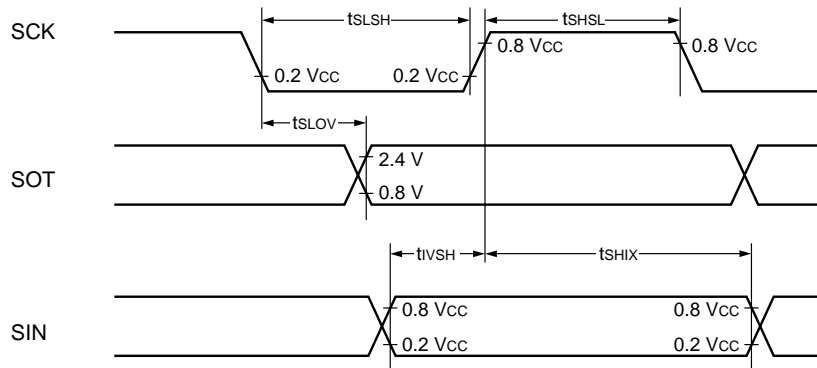 tSLSH tSHSL
SCK
0.8 VCC 0.8 VCC
0.2 VCC 0.2 VCC
tSLOV
2.4 V
SOT
0.8 V
tIVSH tSHIX
0.8 VCC 0.8 VCC
SIN
0.2 VCC 0.2 VCC